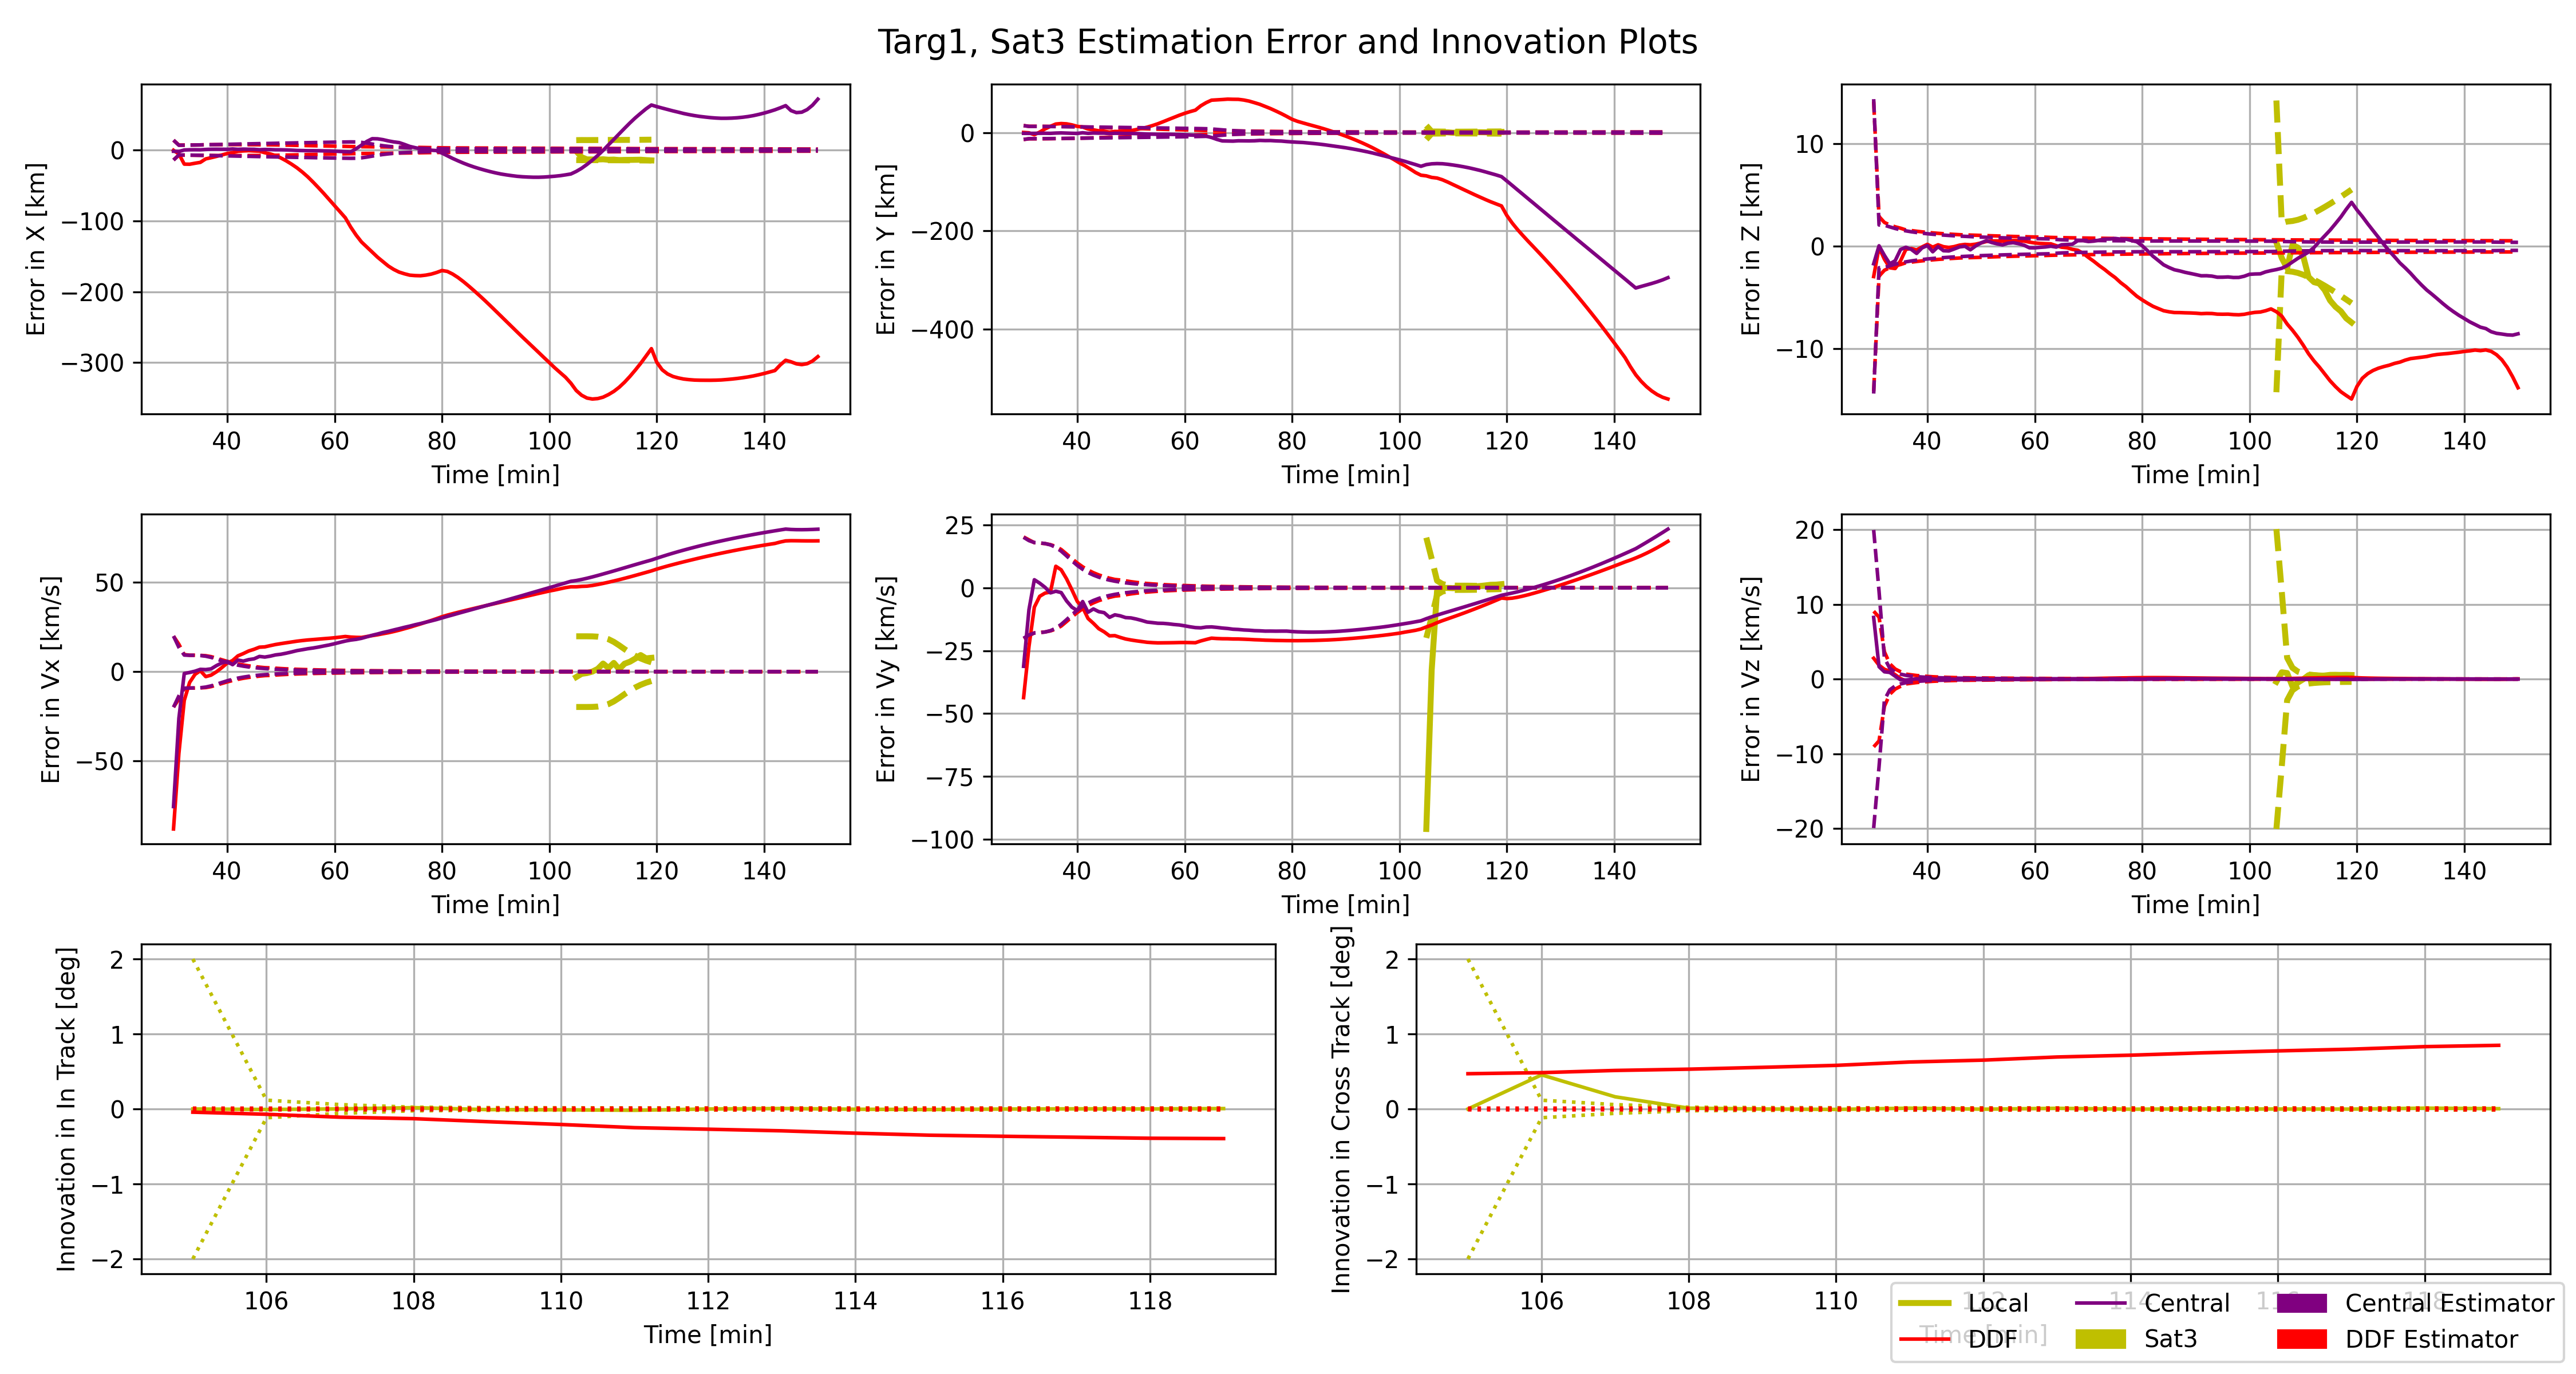 Targ1, Sat3 Estimation Error and Innovation Plots
Error in X [km]
0
−100
−200
−300
40 60 80 100 120 140
Time [min]
Error in Y [km]
0
−200
−400
40 60 80 100 120 140
Time [min]
Error in Z [km]
10
0
−10
40 60 80 100 120 140
Time [min]
Error in Vx [km/s]
50
0
−50
40 60 80 100 120 140
Time [min]
Error in Vy [km/s]
25
0
−25
−50
−75
−100
40 60 80 100 120 140
Time [min]
Error in Vz [km/s]
20
10
0
−10
−20
40 60 80 100 120 140
Time [min]
Innovation in In Track [deg]
2
1
0
−1
−2
106 108 110 112 114 116 118
Time [min]
Innovation in Cross Track [deg]
2
1
0
−1
−2
106 108 110 112 114 116 118
Time [min]
Local Central Central Estimator
DDF Sat3 DDF Estimator